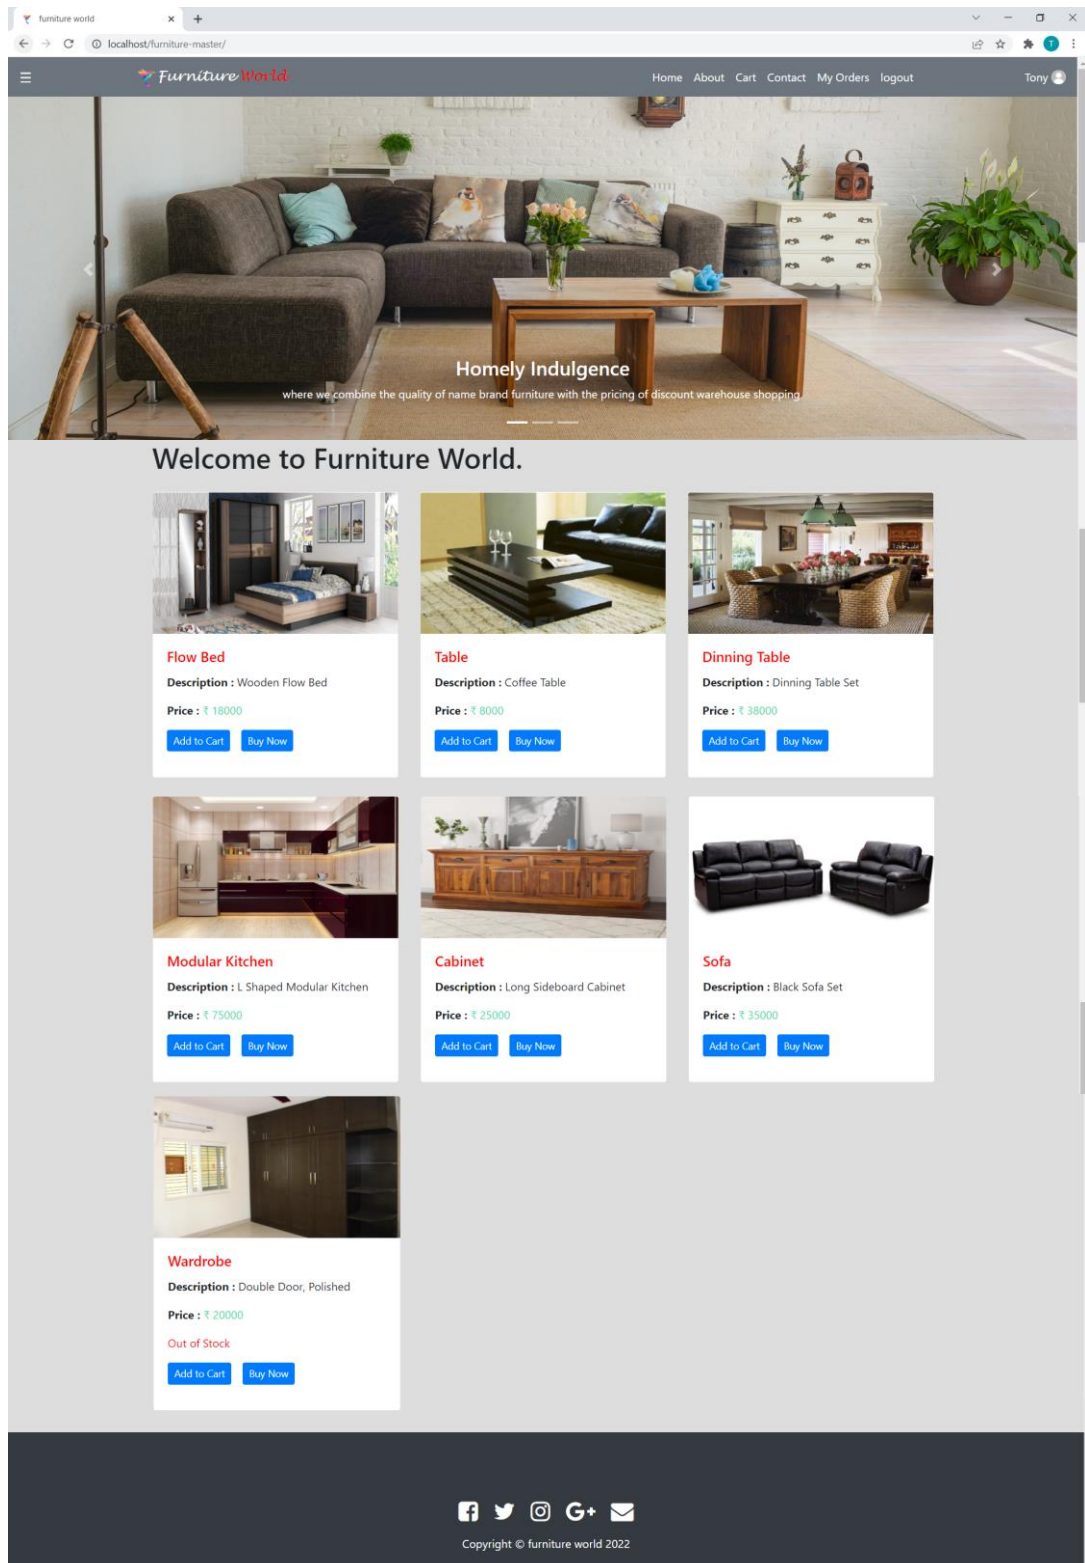 furniture world
localhost/furniture-master/
T
Furniture World
Home About Cart Contact My Orders logout
Tony
Homely Indulgence
where we combine the quality of name brand furniture with the pricing of discount warehouse shopping
Welcome to Furniture World.
Flow Bed
Description : Wooden Flow Bed
Price : ₹ 18000
Add to Cart Buy Now
Table
Description : Coffee Table
Price : ₹ 8000
Add to Cart Buy Now
Dinning Table
Description : Dinning Table Set
Price : ₹ 38000
Add to Cart Buy Now
Modular Kitchen
Description : L Shaped Modular Kitchen
Price : ₹ 75000
Add to Cart Buy Now
Cabinet
Description : Long Sideboard Cabinet
Price : ₹ 25000
Add to Cart Buy Now
Sofa
Description : Black Sofa Set
Price : ₹ 35000
Add to Cart Buy Now
Wardrobe
Description : Double Door, Polished
Price : ₹ 20000
Out of Stock
Add to Cart Buy Now
Copyright © furniture world 2022